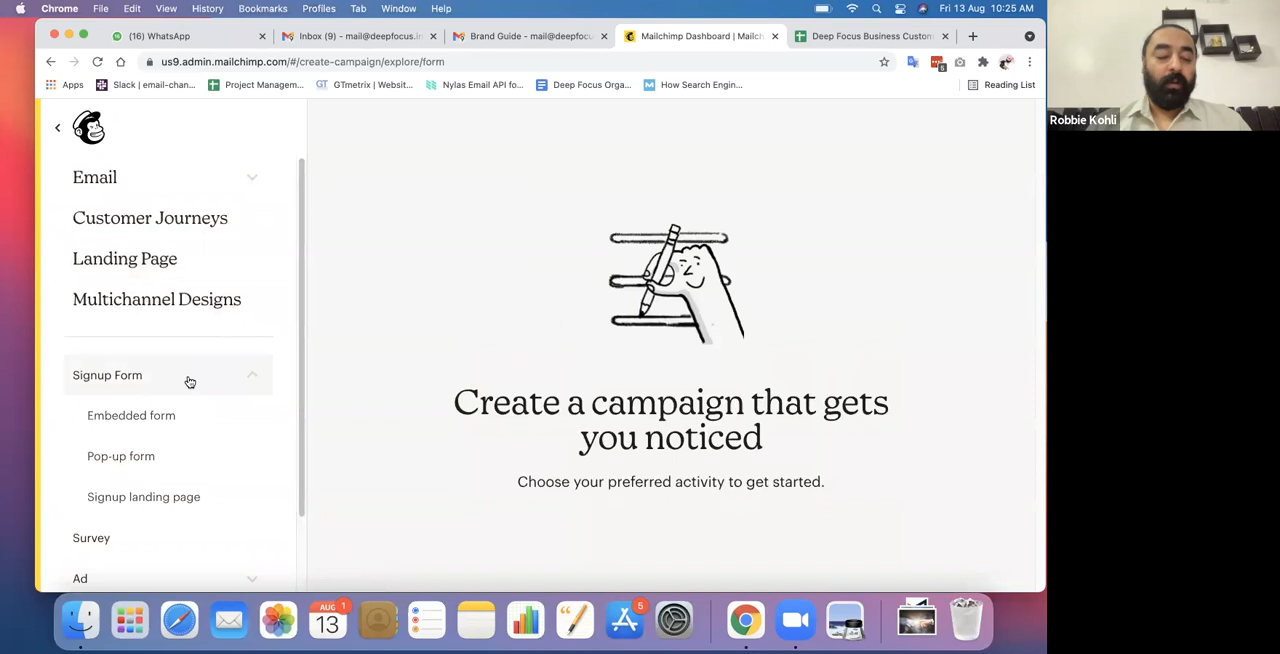 Chrome File Edit View History Bookmarks Profiles Tab Window Help Fri 13 Aug 10:25 AM
(16) WhatsApp
Inbox (9) - mail@deepfocus.in
Brand Guide - mail@deepfocu
Mailchimp Dashboard | Mailch
Deep Focus Business Custom
us9.admin.mailchimp.com/#/create-campaign/explore/form
Apps
Slack | email-chan...
Project Managem...
GTmetrix | Websit...
Nylas Email API fo...
Deep Focus Orga...
How Search Engin...
Reading List
Robbie Kohli
Email
Customer Journeys
Landing Page
Multichannel Designs
Signup Form
Embedded form
Pop-up form
Signup landing page
Survey
Ad
Create a campaign that gets
you noticed
Choose your preferred activity to get started.
AUG 1
13
5